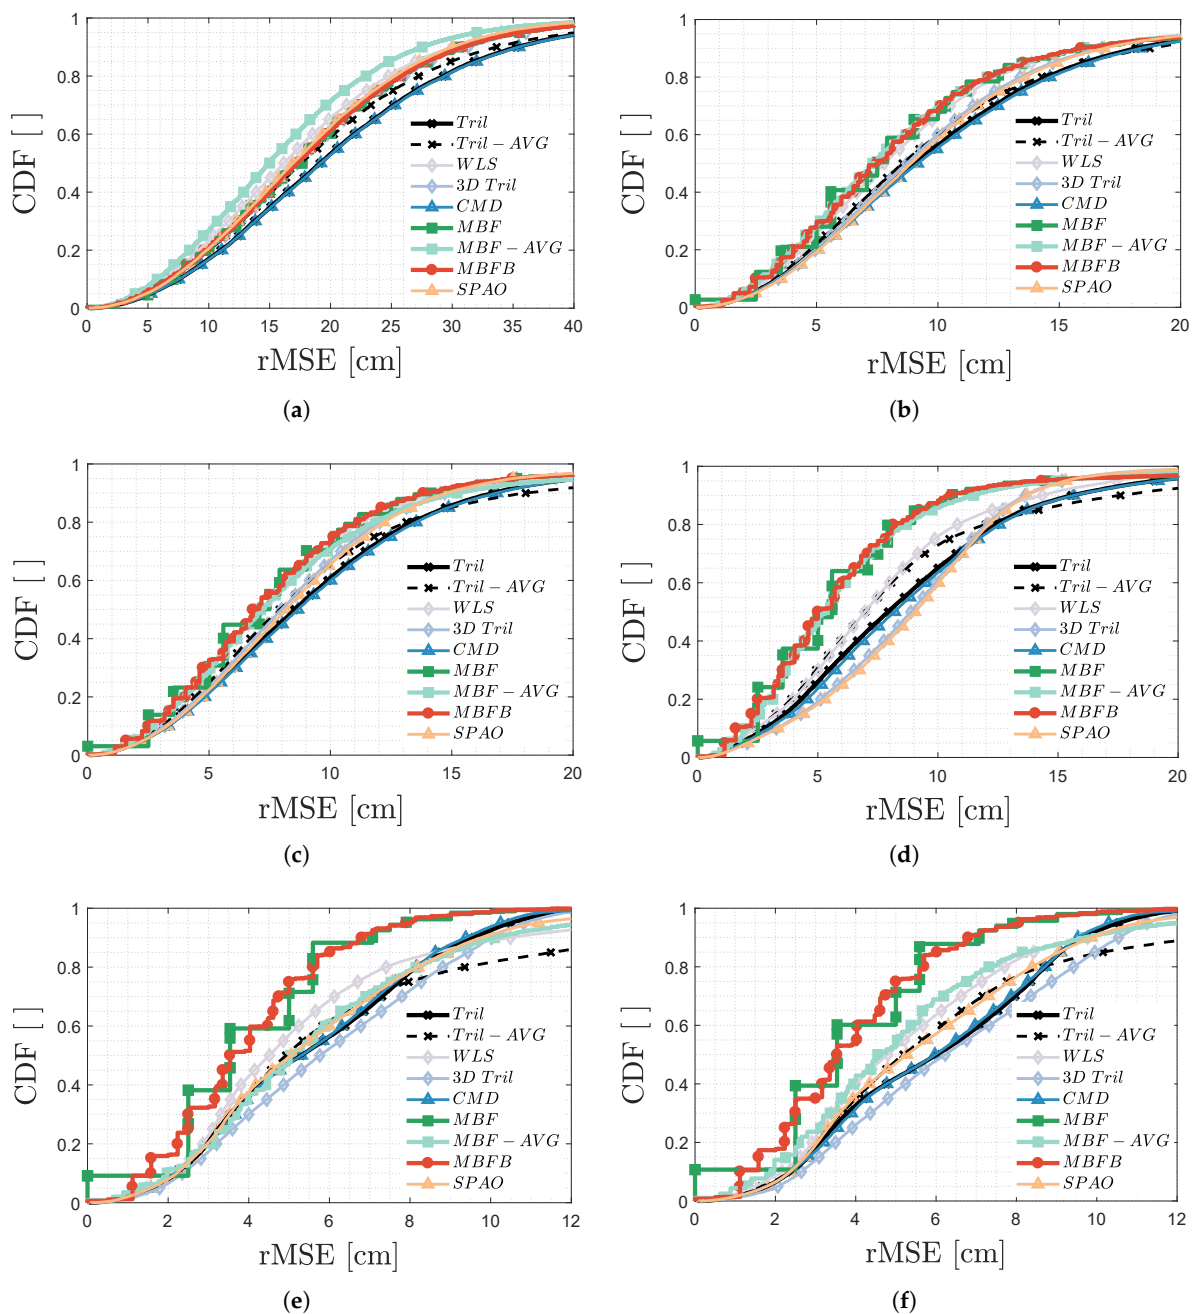 CDF [ ]
1
0.8
0.6
0.4
0.2
0
0 5 10 15 20 25 30 35 40
rMSE [cm]
Tril
Tril – AVG
WLS
3D Tril
CMD
MBF
MBF – AVG
MBFB
SPAO
(a)
CDF [ ]
1
0.8
0.6
0.4
0.2
0
0 5 10 15 20
rMSE [cm]
Tril
Tril – AVG
WLS
3D Tril
CMD
MBF
MBF – AVG
MBFB
SPAO
(b)
CDF [ ]
1
0.8
0.6
0.4
0.2
0
0 5 10 15 20
rMSE [cm]
Tril
Tril – AVG
WLS
3D Tril
CMD
MBF
MBF – AVG
MBFB
SPAO
(c)
CDF [ ]
1
0.8
0.6
0.4
0.2
0
0 5 10 15 20
rMSE [cm]
Tril
Tril – AVG
WLS
3D Tril
CMD
MBF
MBF – AVG
MBFB
SPAO
(d)
CDF [ ]
1
0.8
0.6
0.4
0.2
0
0 2 4 6 8 10 12
rMSE [cm]
Tril
Tril – AVG
WLS
3D Tril
CMD
MBF
MBF – AVG
MBFB
SPAO
(e)
CDF [ ]
1
0.8
0.6
0.4
0.2
0
0 2 4 6 8 10 12
rMSE [cm]
Tril
Tril – AVG
WLS
3D Tril
CMD
MBF
MBF – AVG
MBFB
SPAO
(f)